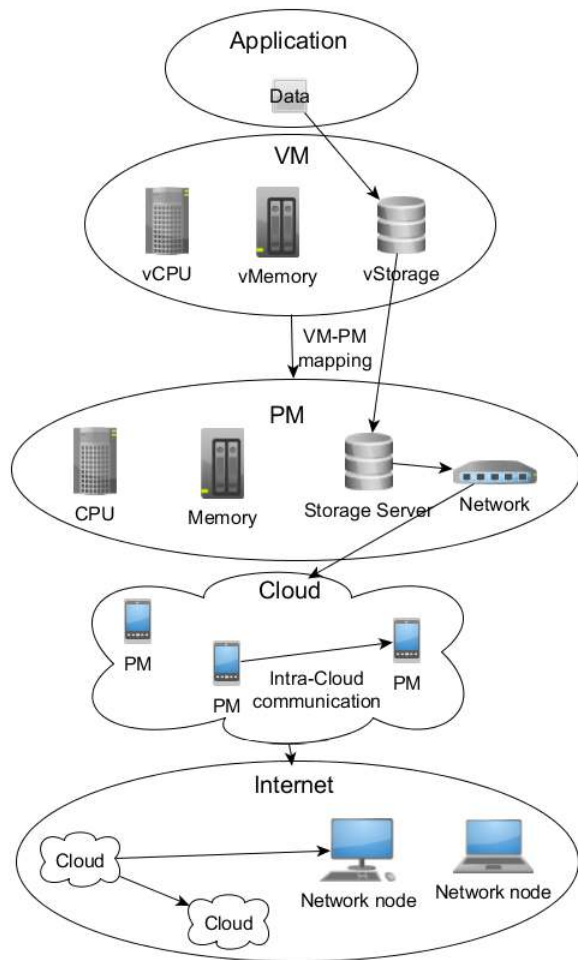 Application
Data
VM
vCPU
vMemory
vStorage
VM-PM
mapping
PM
CPU
Memory
Storage Server
Network
Cloud
PM
PM
PM
Intra-Cloud
communication
Internet
Cloud
Cloud
Network node
Network node